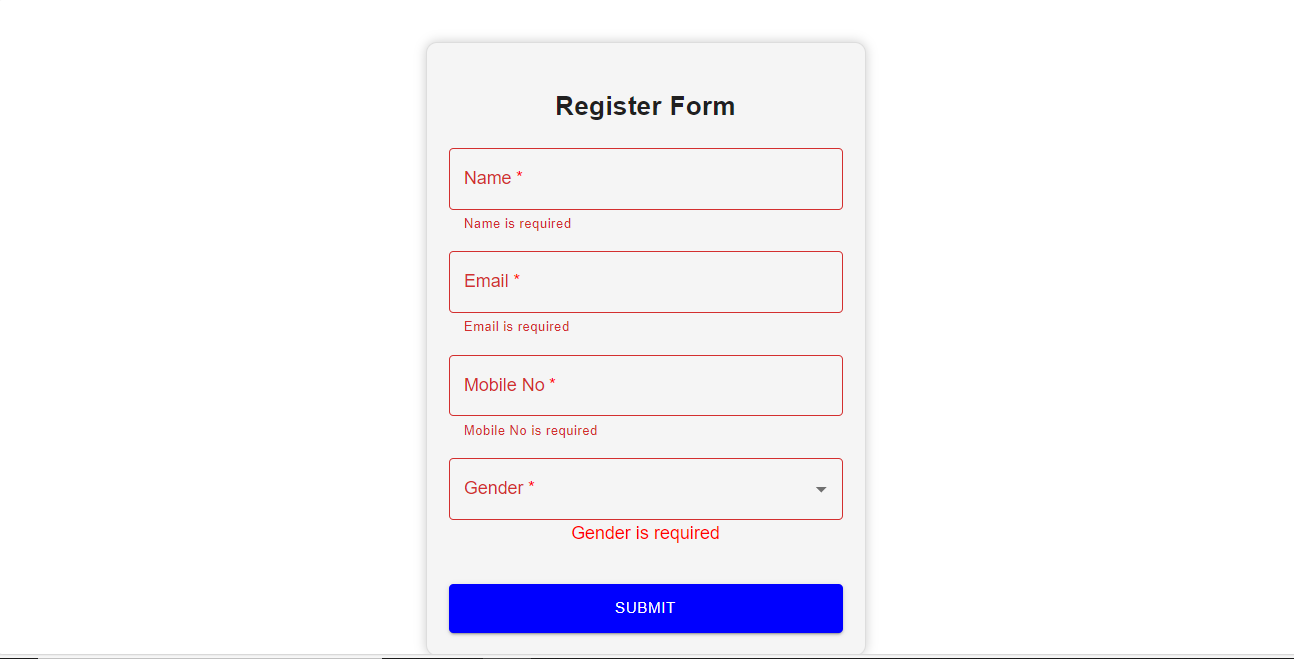 Register Form
Name *
Name is required
Email *
Email is required
Mobile No *
Mobile No is required
Gender *
Gender is required
SUBMIT